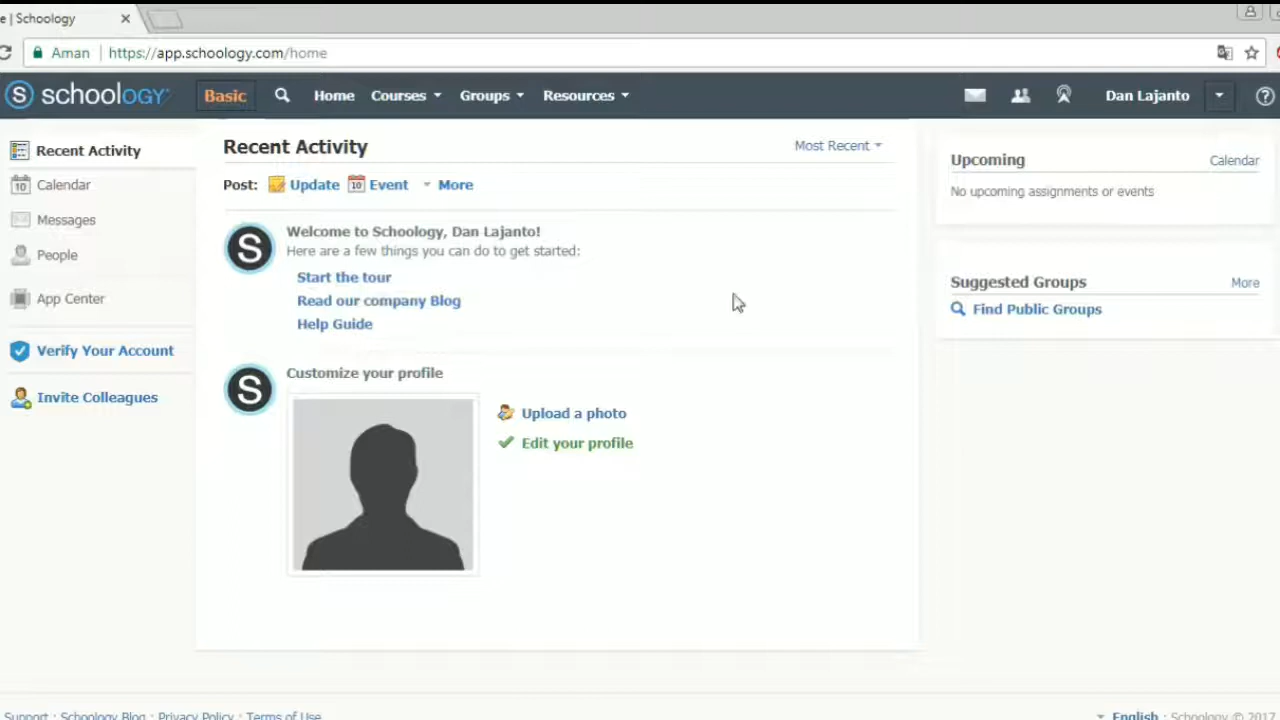 e | Schoology
Aman https://app.schoology.com/home
S schoology Basic Home Courses Groups Resources Dan Lajanto ?
Recent Activity
10 Calendar
Messages
People
App Center
Verify Your Account
Invite Colleagues
Recent Activity Most Recent
Post: Update 10 Event More
S Welcome to Schoology, Dan Lajanto!
Here are a few things you can do to get started:
Start the tour
Read our company Blog
Help Guide
S Customize your profile
Upload a photo
Edit your profile
Upcoming Calendar
No upcoming assignments or events
Suggested Groups More
Find Public Groups
Support · Schoology Blog · Privacy Policy · Terms of Use English · Schoology © 2017